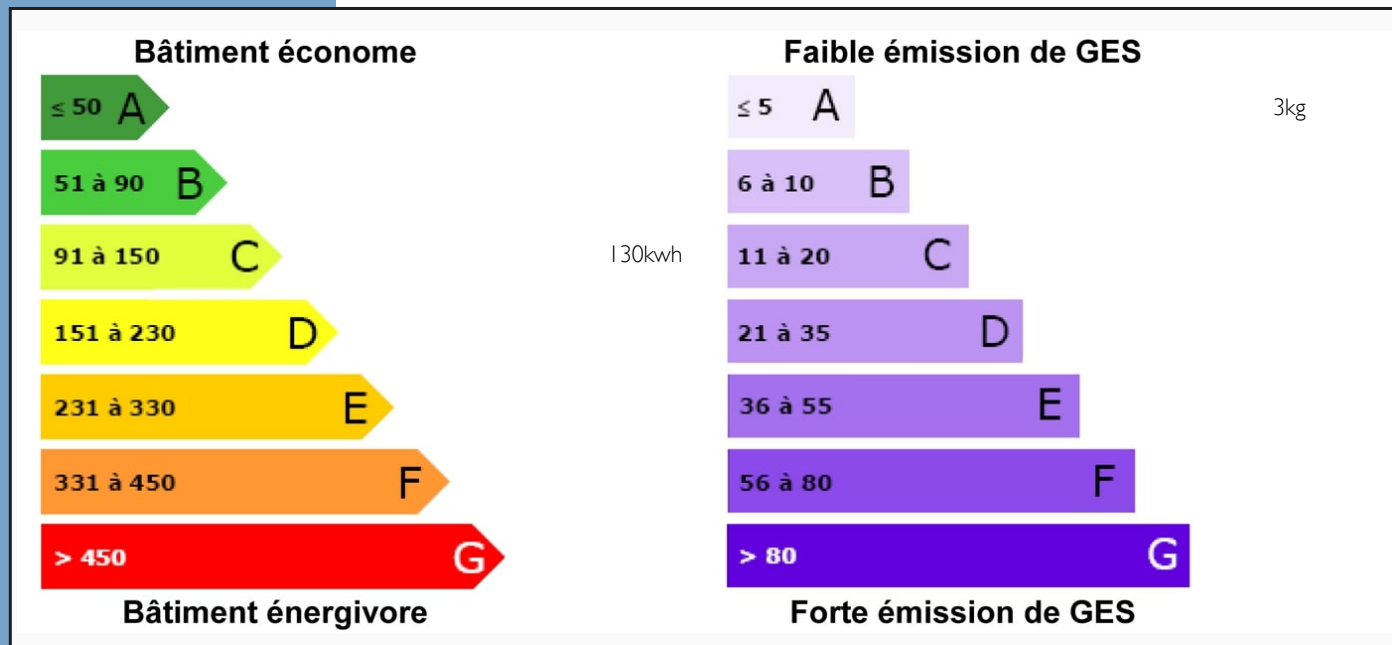 Bâtiment économe
≤ 50 A
51 à 90 B
91 à 150 C
130kwh
151 à 230 D
231 à 330 E
331 à 450 F
> 450 G
Bâtiment énergivore
Faible émission de GES
≤ 5 A
3kg
6 à 10 B
11 à 20 C
21 à 35 D
36 à 55 E
56 à 80 F
> 80 G
Forte émission de GES